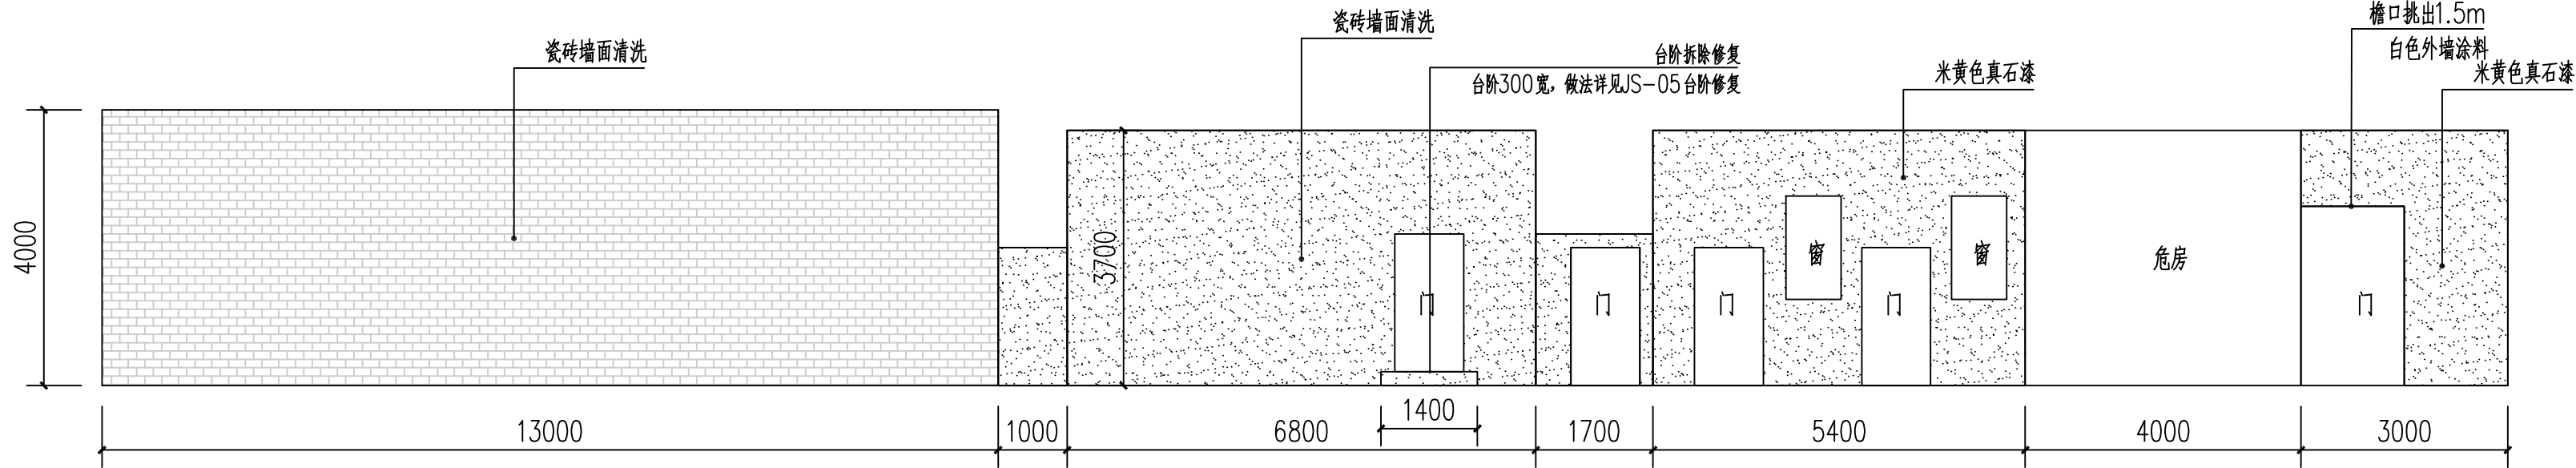 檐口挑出1.5m
瓷砖墙面清洗
白色外墙涂料
瓷砖墙面清洗
台阶拆除修复
米黄色真石漆
米黄色真石漆
台阶300宽，做法详见JS-05台阶修复
4000
3700
窗
窗
危房
门
门
门
门
门
1400
13000
1000
6800
1700
5400
4000
3000